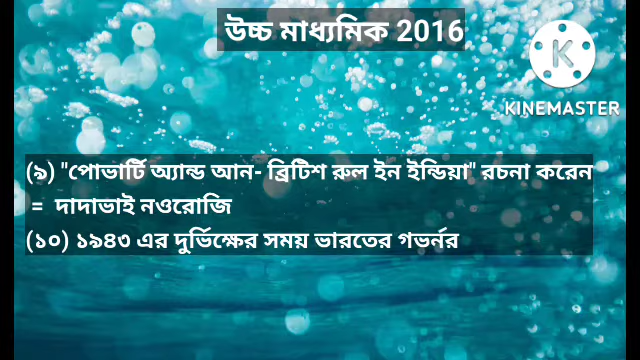 উচ্চ মাধ্যমিক 2016
K
KINEMASTER
(৯) "পোভার্টি অ্যান্ড আন- ব্রিটিশ রুল ইন ইন্ডিয়া" রচনা করেন
= দাদাভাই নওরোজি
(১০) ১৯৪৩ এর দুর্ভিক্ষের সময় ভারতের গভর্নর